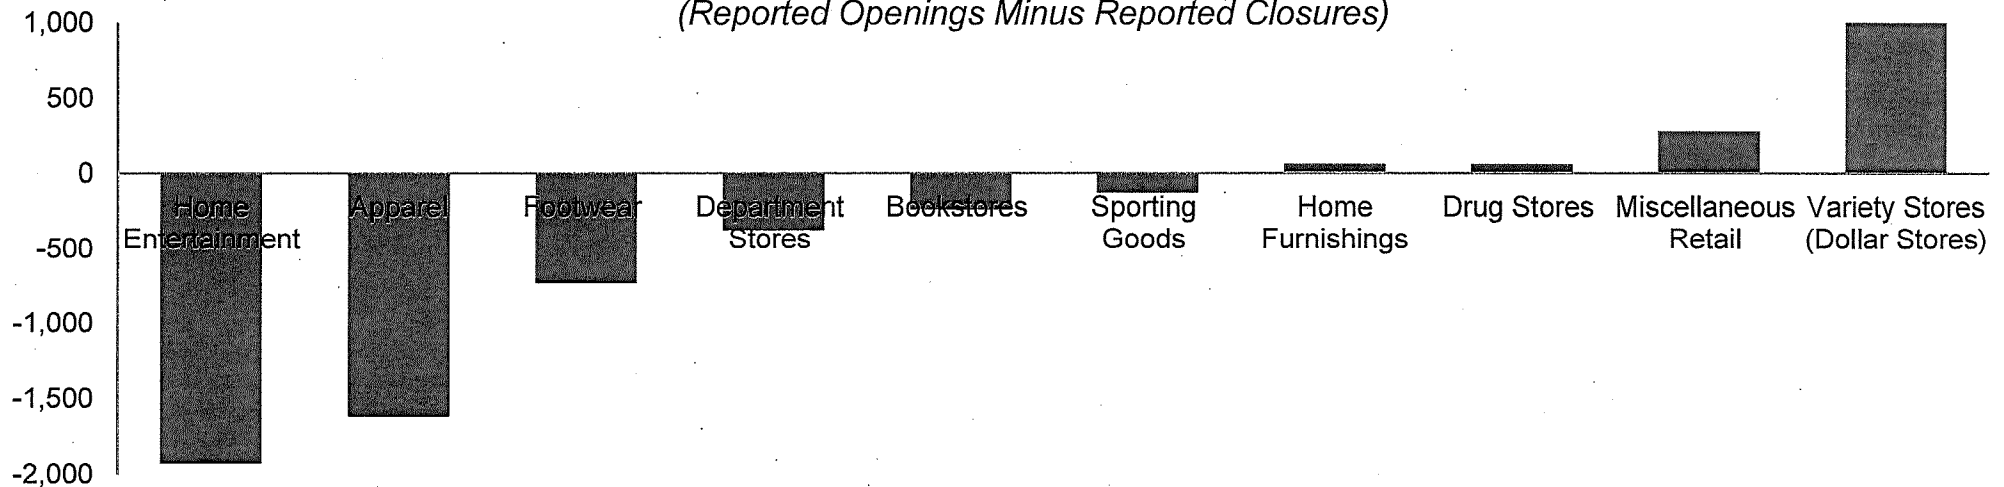 (Reported Openings Minus Reported Closures)
1,000
500
0
-500
-1,000
-1,500
-2,000
Home
Entertainment
Apparel
Footwear
Department
Stores
Bookstores
Sporting
Goods
Home
Furnishings
Drug Stores
Miscellaneous
Retail
Variety Stores
(Dollar Stores)